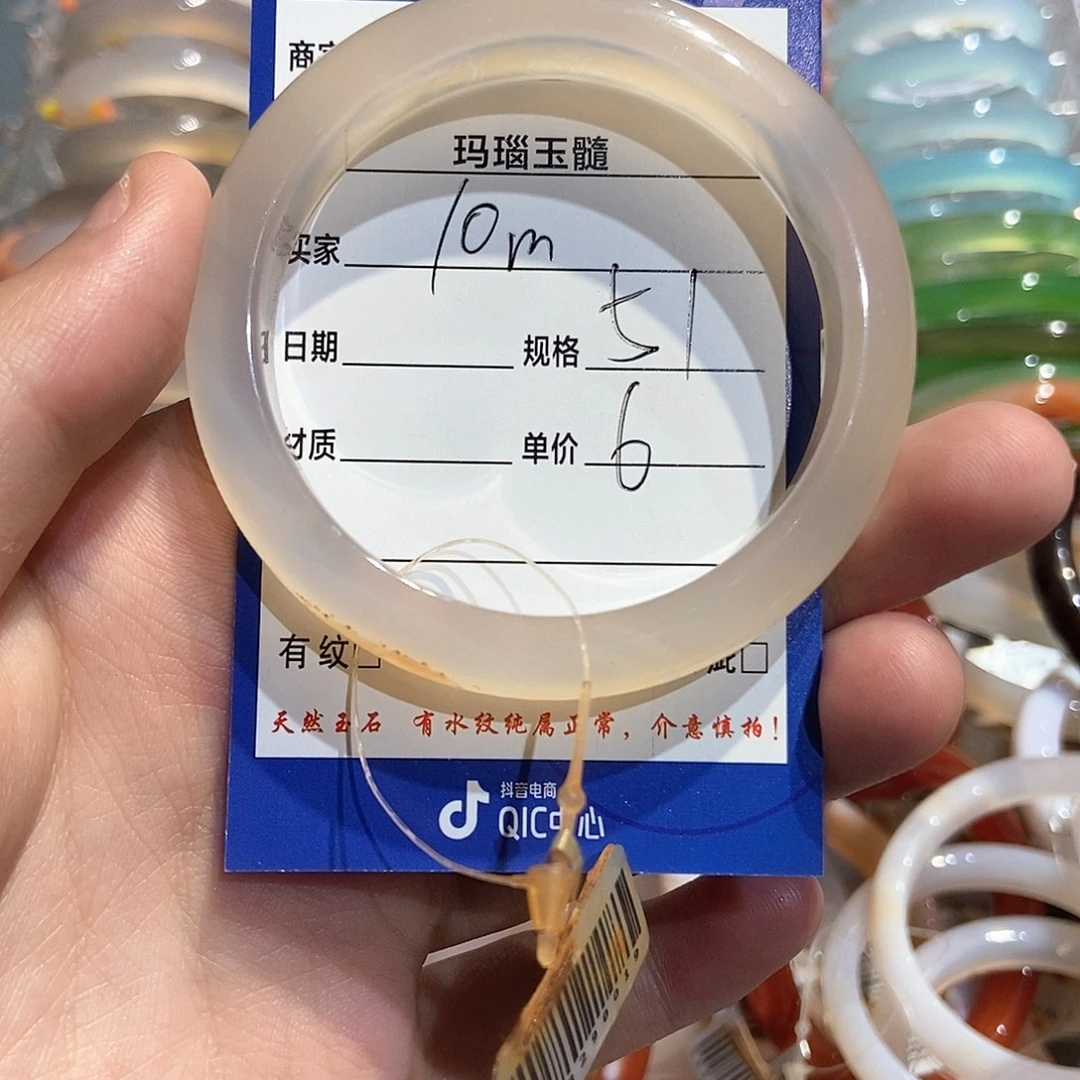 商家
玛瑙玉髓
买家 10m
日期 规格 51
材质 单价 6
有纹□ 疵□
天然玉石 有水纹纯属正常,介意慎拍!
抖音电商
QIC中心